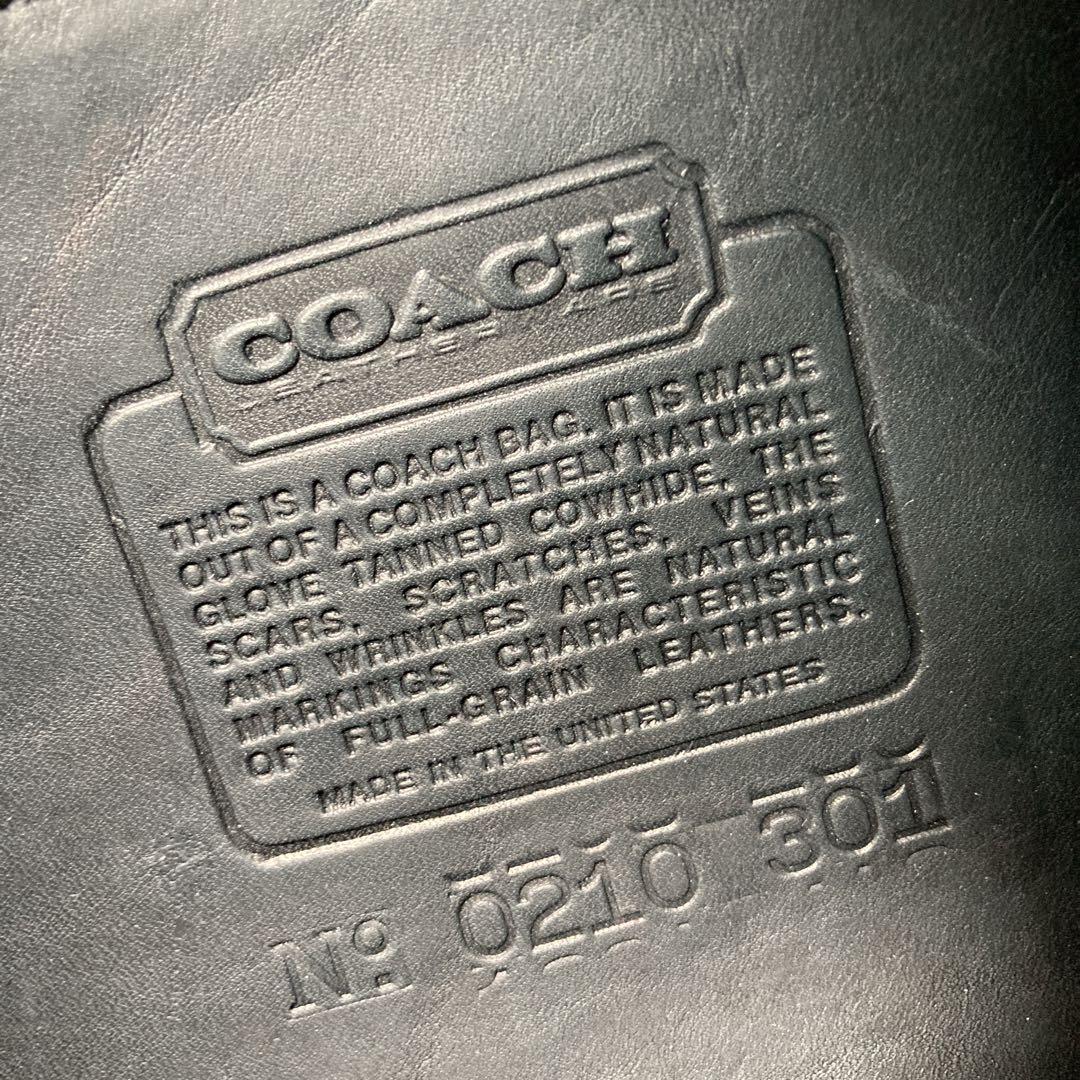 COACH
THIS IS A COACH BAG. IT IS MADE
OUT OF A COMPLETELY NATURAL
GLOVE TANNED COWHIDE. THE
SCARS, SCRATCHES, VEINS
AND WRINKLES ARE NATURAL
MARKINGS CHARACTERISTIC
OF FULL-GRAIN LEATHERS.
MADE IN THE UNITED STATES
No 0210 301